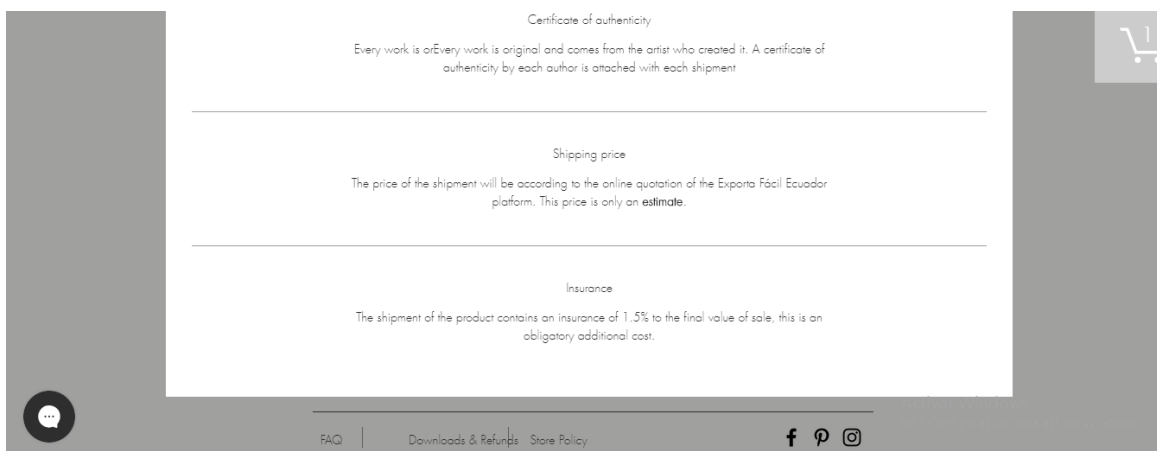 Certificate of authenticity
1
Every work is orEvery work is original and comes from the artist who created it. A certificate of
authenticity by each author is attached with each shipment
Shipping price
The price of the shipment will be according to the online quotation of the Exporta Fácil Ecuador
platform. This price is only an estimate.
Insurance
The shipment of the product contains an insurance of 1.5% to the final value of sale, this is an
obligatory additional cost.
FAQ
Downloads & Refunds
Store Policy